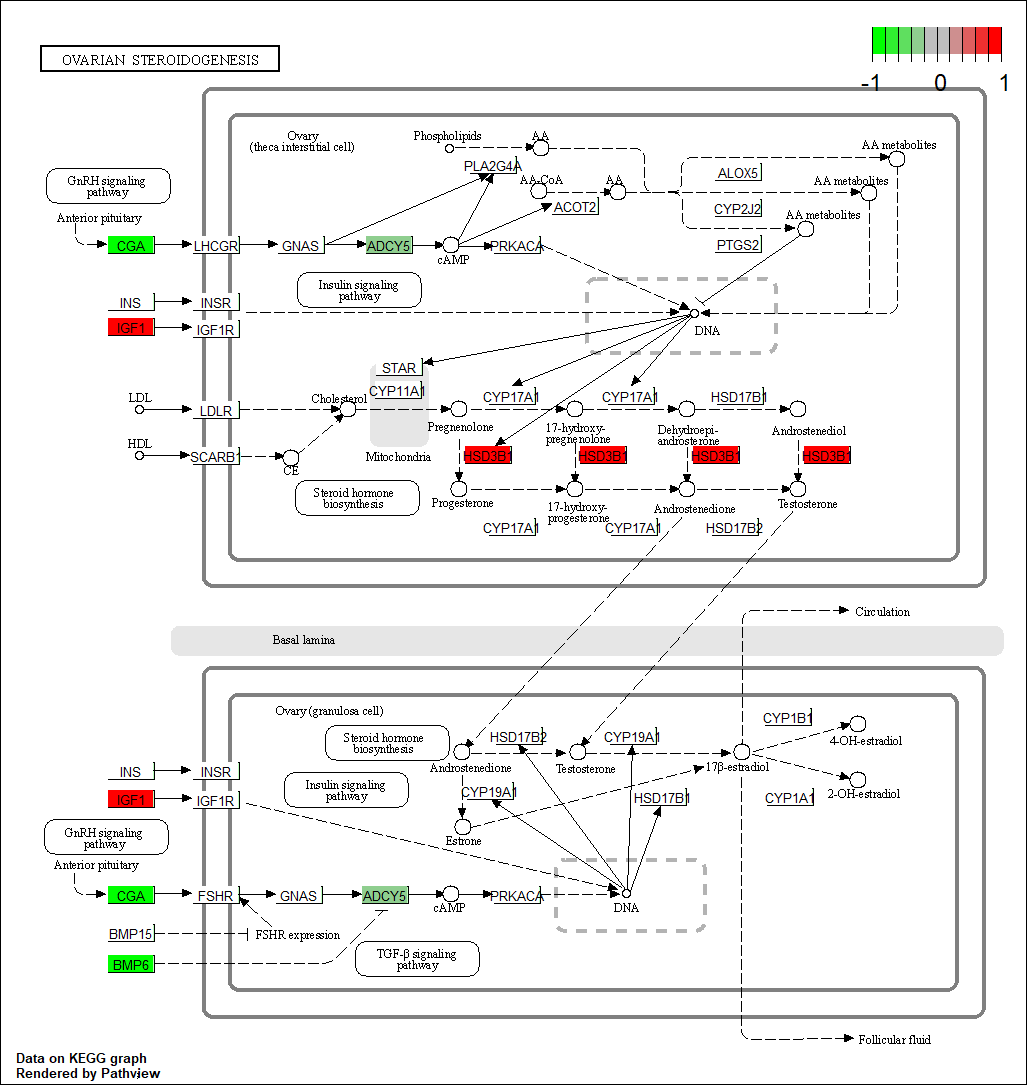 OVARIAN STEROIDOGENESIS
-1 0 1
Ovary
(theca interstitial cell)
Phospholipids
AA
AA metabolites
PLA2G4A
ALOX5
GnRH signaling
pathway
AA-CoA
AA
AA metabolites
ACOT2
CYP2J2
Anterior pituitary
AA metabolites
CGA
LHCGR
GNAS
ADCY5
cAMP
PRKACA
PTGS2
Insulin signaling
pathway
INS
INSR
IGF1
IGF1R
DNA
STAR
CYP11A1
LDL
LDLR
Cholesterol
CYP17A1
CYP17A1
HSD17B1
Pregnenolone
17-hydroxy-
pregnenolone
Dehydroepi-
androsterone
Androstenediol
HDL
SCARB1
CE
Mitochondria
HSD3B1
HSD3B1
HSD3B1
HSD3B1
Steroid hormone
biosynthesis
Progesterone
17-hydroxy-
progesterone
Androstenedione
Testosterone
CYP17A1
CYP17A1
HSD17B2
Circulation
Basal lamina
Ovary (granulosa cell)
Steroid hormone
biosynthesis
HSD17B2
CYP19A1
CYP1B1
4-OH-estradiol
Androstenedione
Testosterone
17β-estradiol
INS
INSR
Insulin signaling
pathway
CYP19A1
HSD17B1
CYP1A1
2-OH-estradiol
IGF1
IGF1R
GnRH signaling
pathway
Estrone
Anterior pituitary
CGA
FSHR
GNAS
ADCY5
cAMP
PRKACA
DNA
BMP15
FSHR expression
BMP6
TGF-β signaling
pathway
Follicular fluid
Data on KEGG graph
Rendered by Pathview